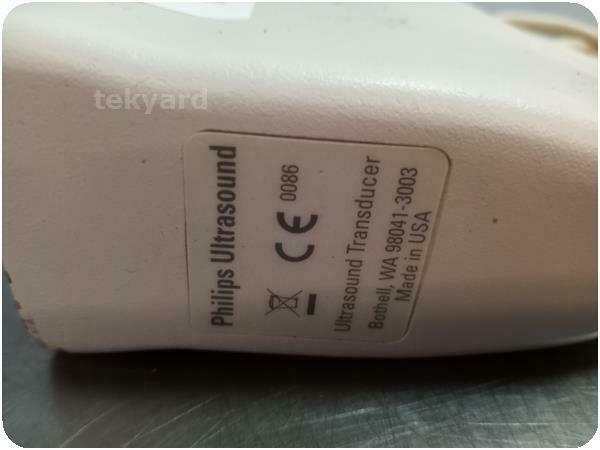 tekyard
Philips Ultrasound
CE 0086
Ultrasound Transducer
Bothell, WA 98041-3003
Made in USA